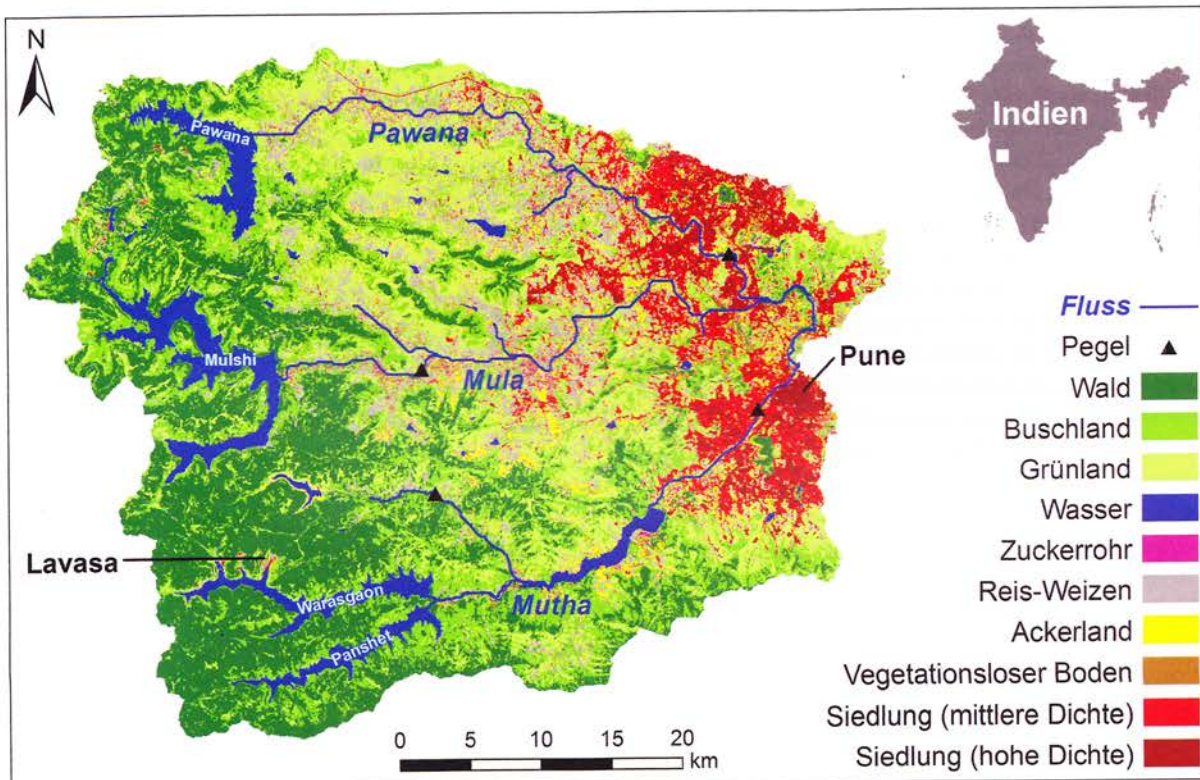 N
Pawana
Pawana
Indien
Mulshi
Mula
Pune
Lavasa
Warasgaon
Mutha
Panshet
Fluss
Pegel
Wald
Buschland
Grünland
Wasser
Zuckerrohr
Reis-Weizen
Ackerland
Vegetationsloser Boden
Siedlung (mittlere Dichte)
Siedlung (hohe Dichte)
0 5 10 15 20
km